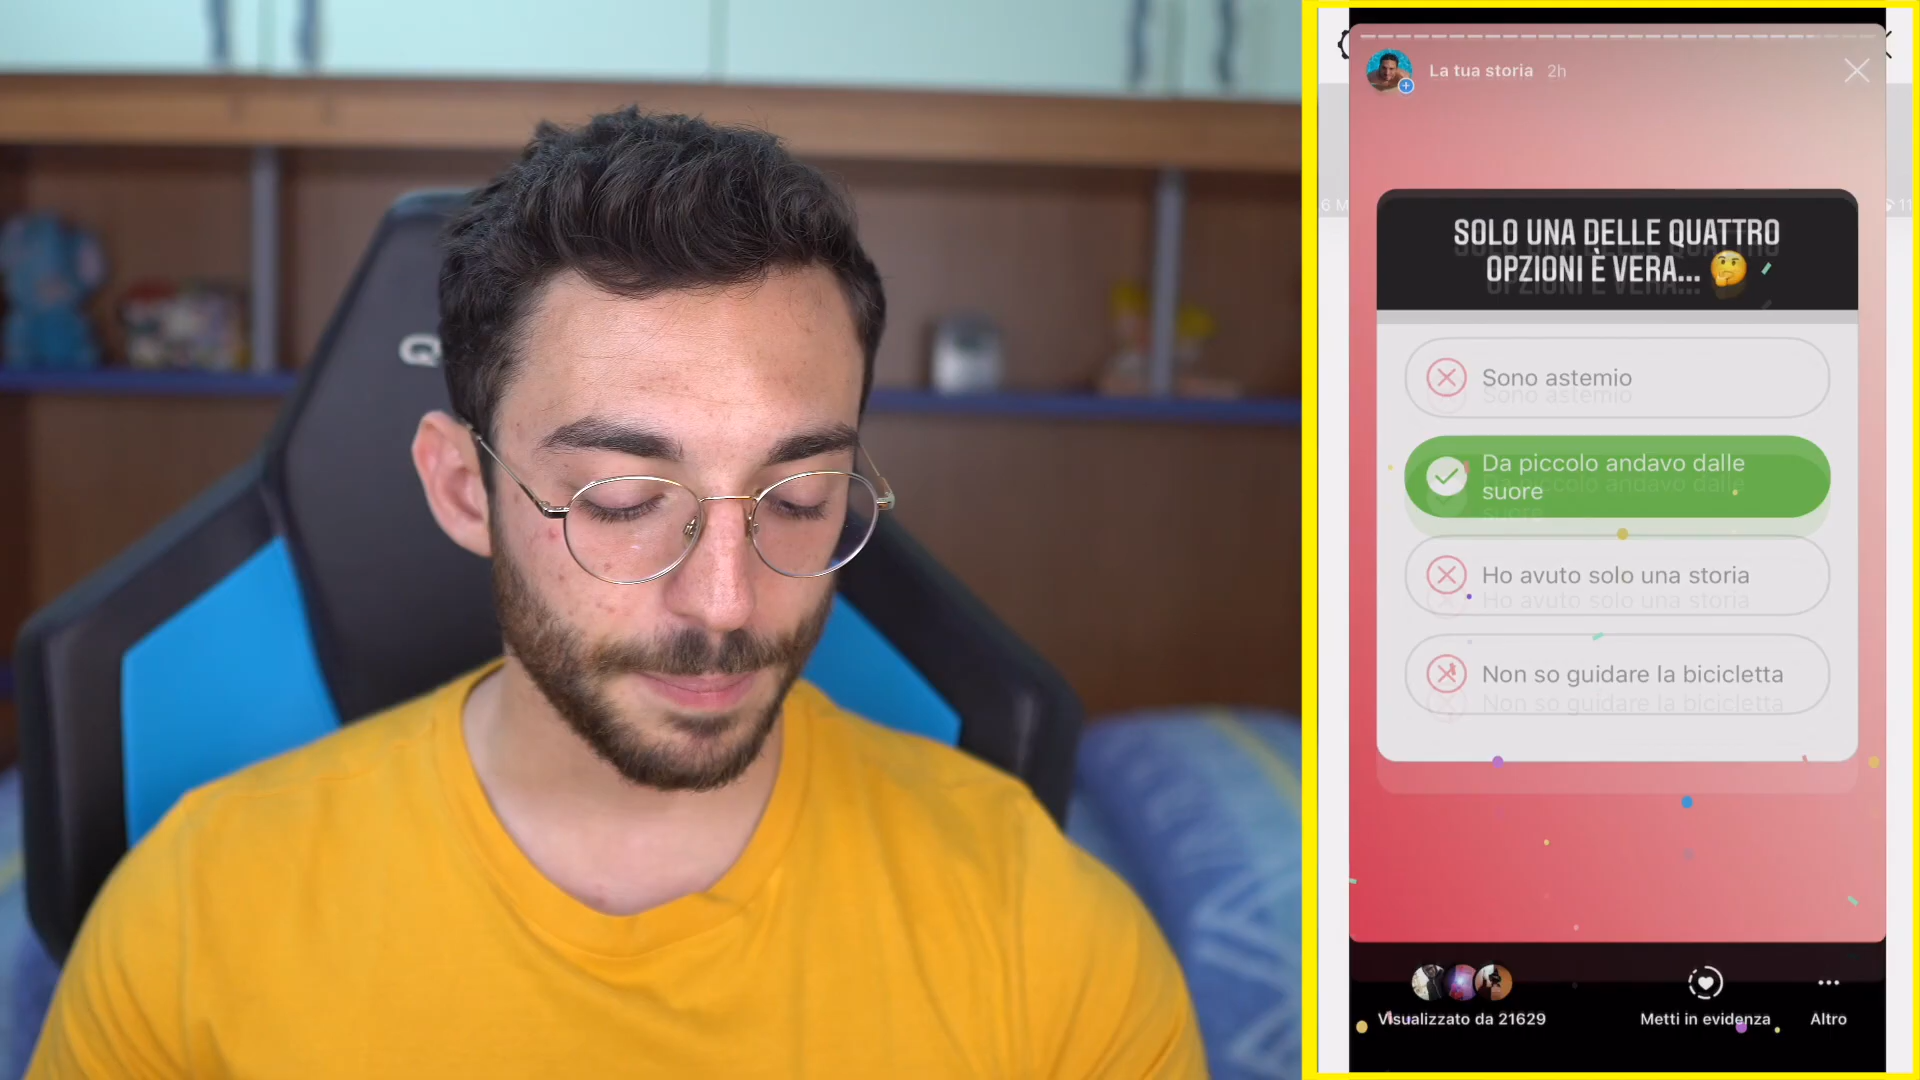 La tua storia 2h
SOLO UNA DELLE QUATTRO
OPZIONI È VERA... 🤔
Sono astemio
Da piccolo andavo dalle
suore
Ho avuto solo una storia
Non so guidare la bicicletta
Visualizzato da 21629
Metti in evidenza
Altro